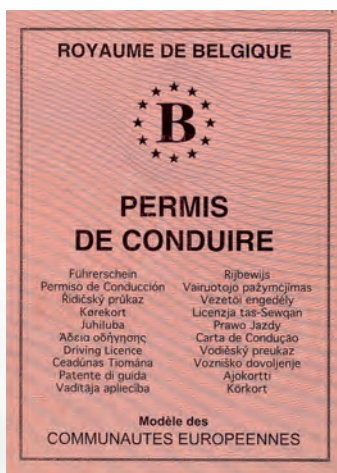 ROYAUME DE BELGIQUE
B
PERMIS
DE CONDUIRE
Führerschein
Permiso de Conducción
Řidičský průkaz
Kørekort
Juhiluba
Άδεια οδήγησης
Driving Licence
Ceadúnas Tiomána
Patente di guida
Vadītāja apliecība
Rijbewijs
Vairuotojo pažymėjimas
Vezetői engedély
Licenzja tas-Sewqan
Prawo Jazdy
Carta de Condução
Vodičský preukaz
Vozniško dovoljenje
Ajokortti
Körkort
Modèle des
COMMUNAUTES EUROPEENNES